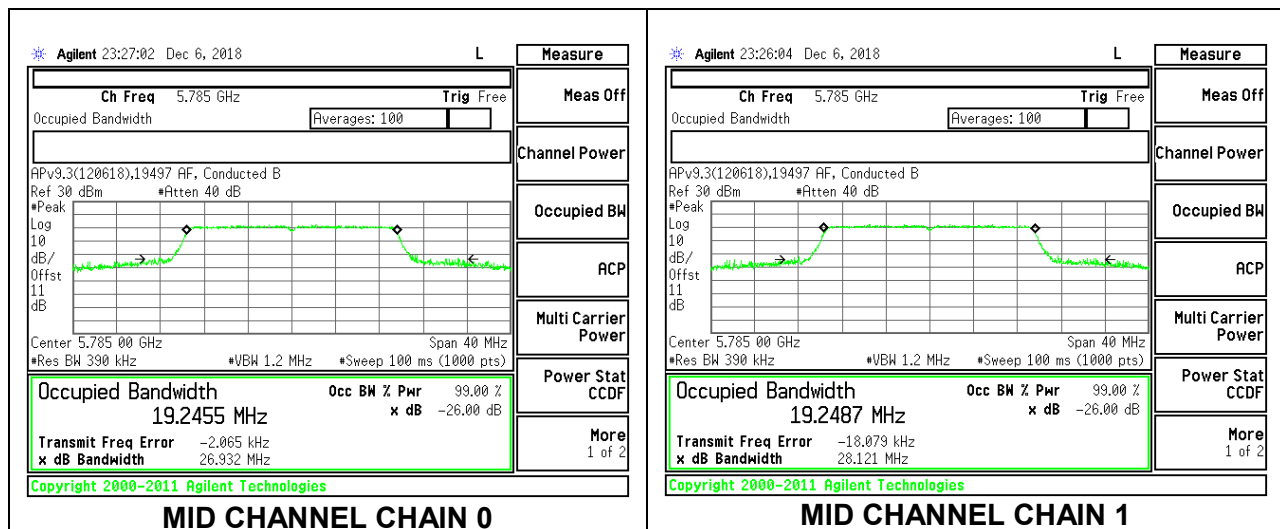 Agilent 23:27:02 Dec 6, 2018 L
Measure
Ch Freq 5.785 GHz Trig Free
Meas Off
Occupied Bandwidth Averages: 100
Channel Power
APv9.3(120618),19497 AF, Conducted B
Ref 30 dBm #Atten 40 dB
#Peak
Log
10
dB/
Offst
11
dB
Occupied BW
ACP
Multi Carrier
Power
Center 5.785 00 GHz Span 40 MHz
#Res BW 390 kHz #VBW 1.2 MHz #Sweep 100 ms (1000 pts)
Power Stat
CCDF
Occupied Bandwidth Occ BW % Pwr 99.00 %
19.2455 MHz x dB -26.00 dB
More
1 of 2
Transmit Freq Error -2.065 kHz
x dB Bandwidth 26.932 MHz
Copyright 2000-2011 Agilent Technologies
MID CHANNEL CHAIN 0
Agilent 23:26:04 Dec 6, 2018 L
Measure
Ch Freq 5.785 GHz Trig Free
Meas Off
Occupied Bandwidth Averages: 100
Channel Power
APv9.3(120618),19497 AF, Conducted B
Ref 30 dBm #Atten 40 dB
#Peak
Log
10
dB/
Offst
11
dB
Occupied BW
ACP
Multi Carrier
Power
Center 5.785 00 GHz Span 40 MHz
#Res BW 390 kHz #VBW 1.2 MHz #Sweep 100 ms (1000 pts)
Power Stat
CCDF
Occupied Bandwidth Occ BW % Pwr 99.00 %
19.2487 MHz x dB -26.00 dB
More
1 of 2
Transmit Freq Error -18.079 kHz
x dB Bandwidth 28.121 MHz
Copyright 2000-2011 Agilent Technologies
MID CHANNEL CHAIN 1